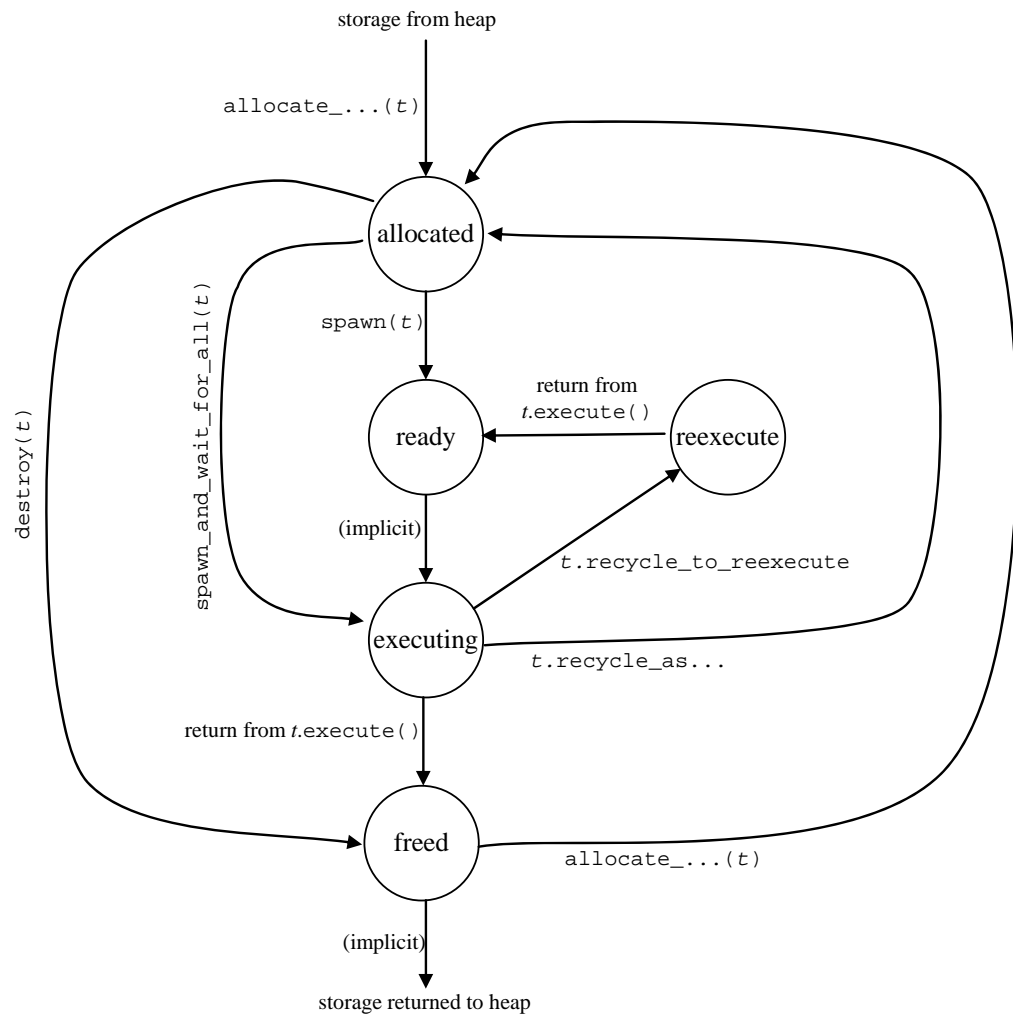 storage from heap
allocate_...(t)
allocated
spawn(t)
spawn_and_wait_for_all(t)
destroy(t)
return from
t.execute()
ready
reexecute
(implicit)
t.recycle_to_reexecute
executing
t.recycle_as...
return from t.execute()
freed
allocate_...(t)
(implicit)
storage returned to heap